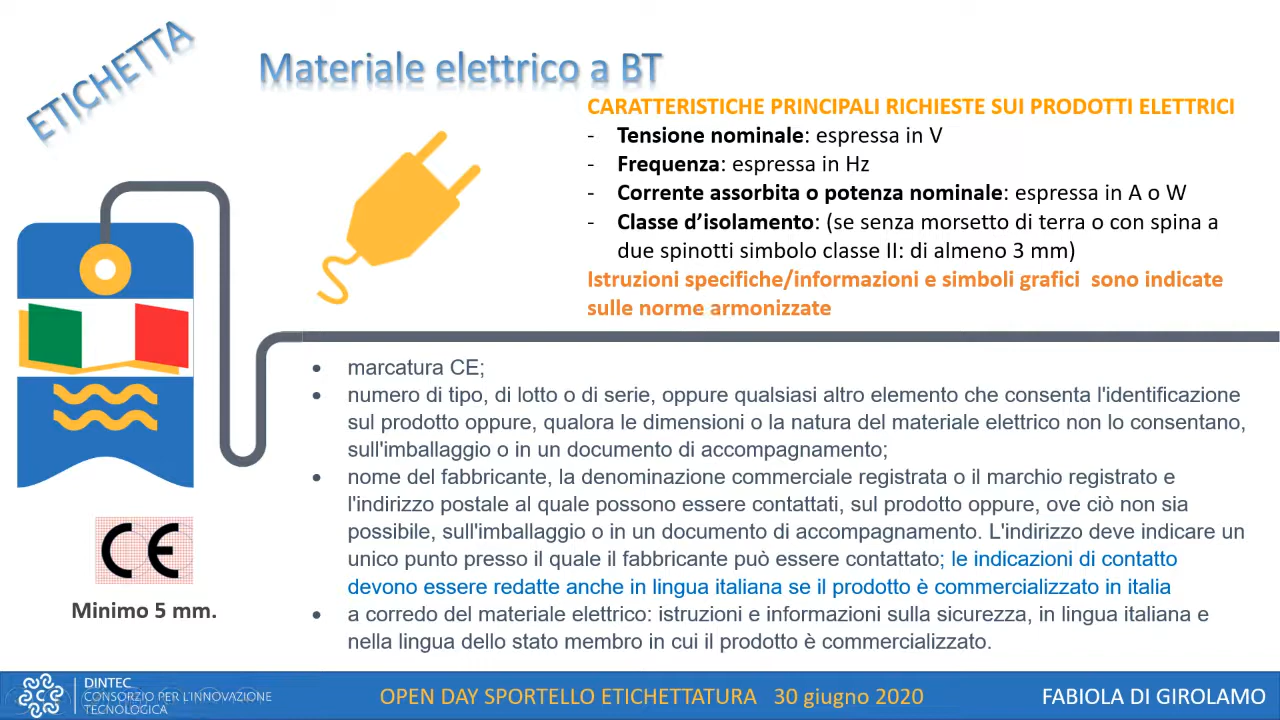 ETICHETTA
Materiale elettrico a BT
CARATTERISTICHE PRINCIPALI RICHIESTE SUI PRODOTTI ELETTRICI
- Tensione nominale: espressa in V
- Frequenza: espressa in Hz
- Corrente assorbita o potenza nominale: espressa in A o W
- Classe d'isolamento: (se senza morsetto di terra o con spina a
due spinotti simbolo classe II: di almeno 3 mm)
Istruzioni specifiche/informazioni e simboli grafici sono indicate
sulle norme armonizzate
• marcatura CE;
• numero di tipo, di lotto o di serie, oppure qualsiasi altro elemento che consenta l'identificazione
sul prodotto oppure, qualora le dimensioni o la natura del materiale elettrico non lo consentano,
sull'imballaggio o in un documento di accompagnamento;
• nome del fabbricante, la denominazione commerciale registrata o il marchio registrato e
l'indirizzo postale al quale possono essere contattati, sul prodotto oppure, ove ciò non sia
possibile, sull'imballaggio o in un documento di accompagnamento. L'indirizzo deve indicare un
unico punto presso il quale il fabbricante può essere contattato; le indicazioni di contatto
devono essere redatte anche in lingua italiana se il prodotto è commercializzato in italia
• a corredo del materiale elettrico: istruzioni e informazioni sulla sicurezza, in lingua italiana e
nella lingua dello stato membro in cui il prodotto è commercializzato.
CE
Minimo 5 mm.
DINTEC
CONSORZIO PER L'INNOVAZIONE
TECNOLOGICA
OPEN DAY SPORTELLO ETICHETTATURA 30 giugno 2020
FABIOLA DI GIROLAMO